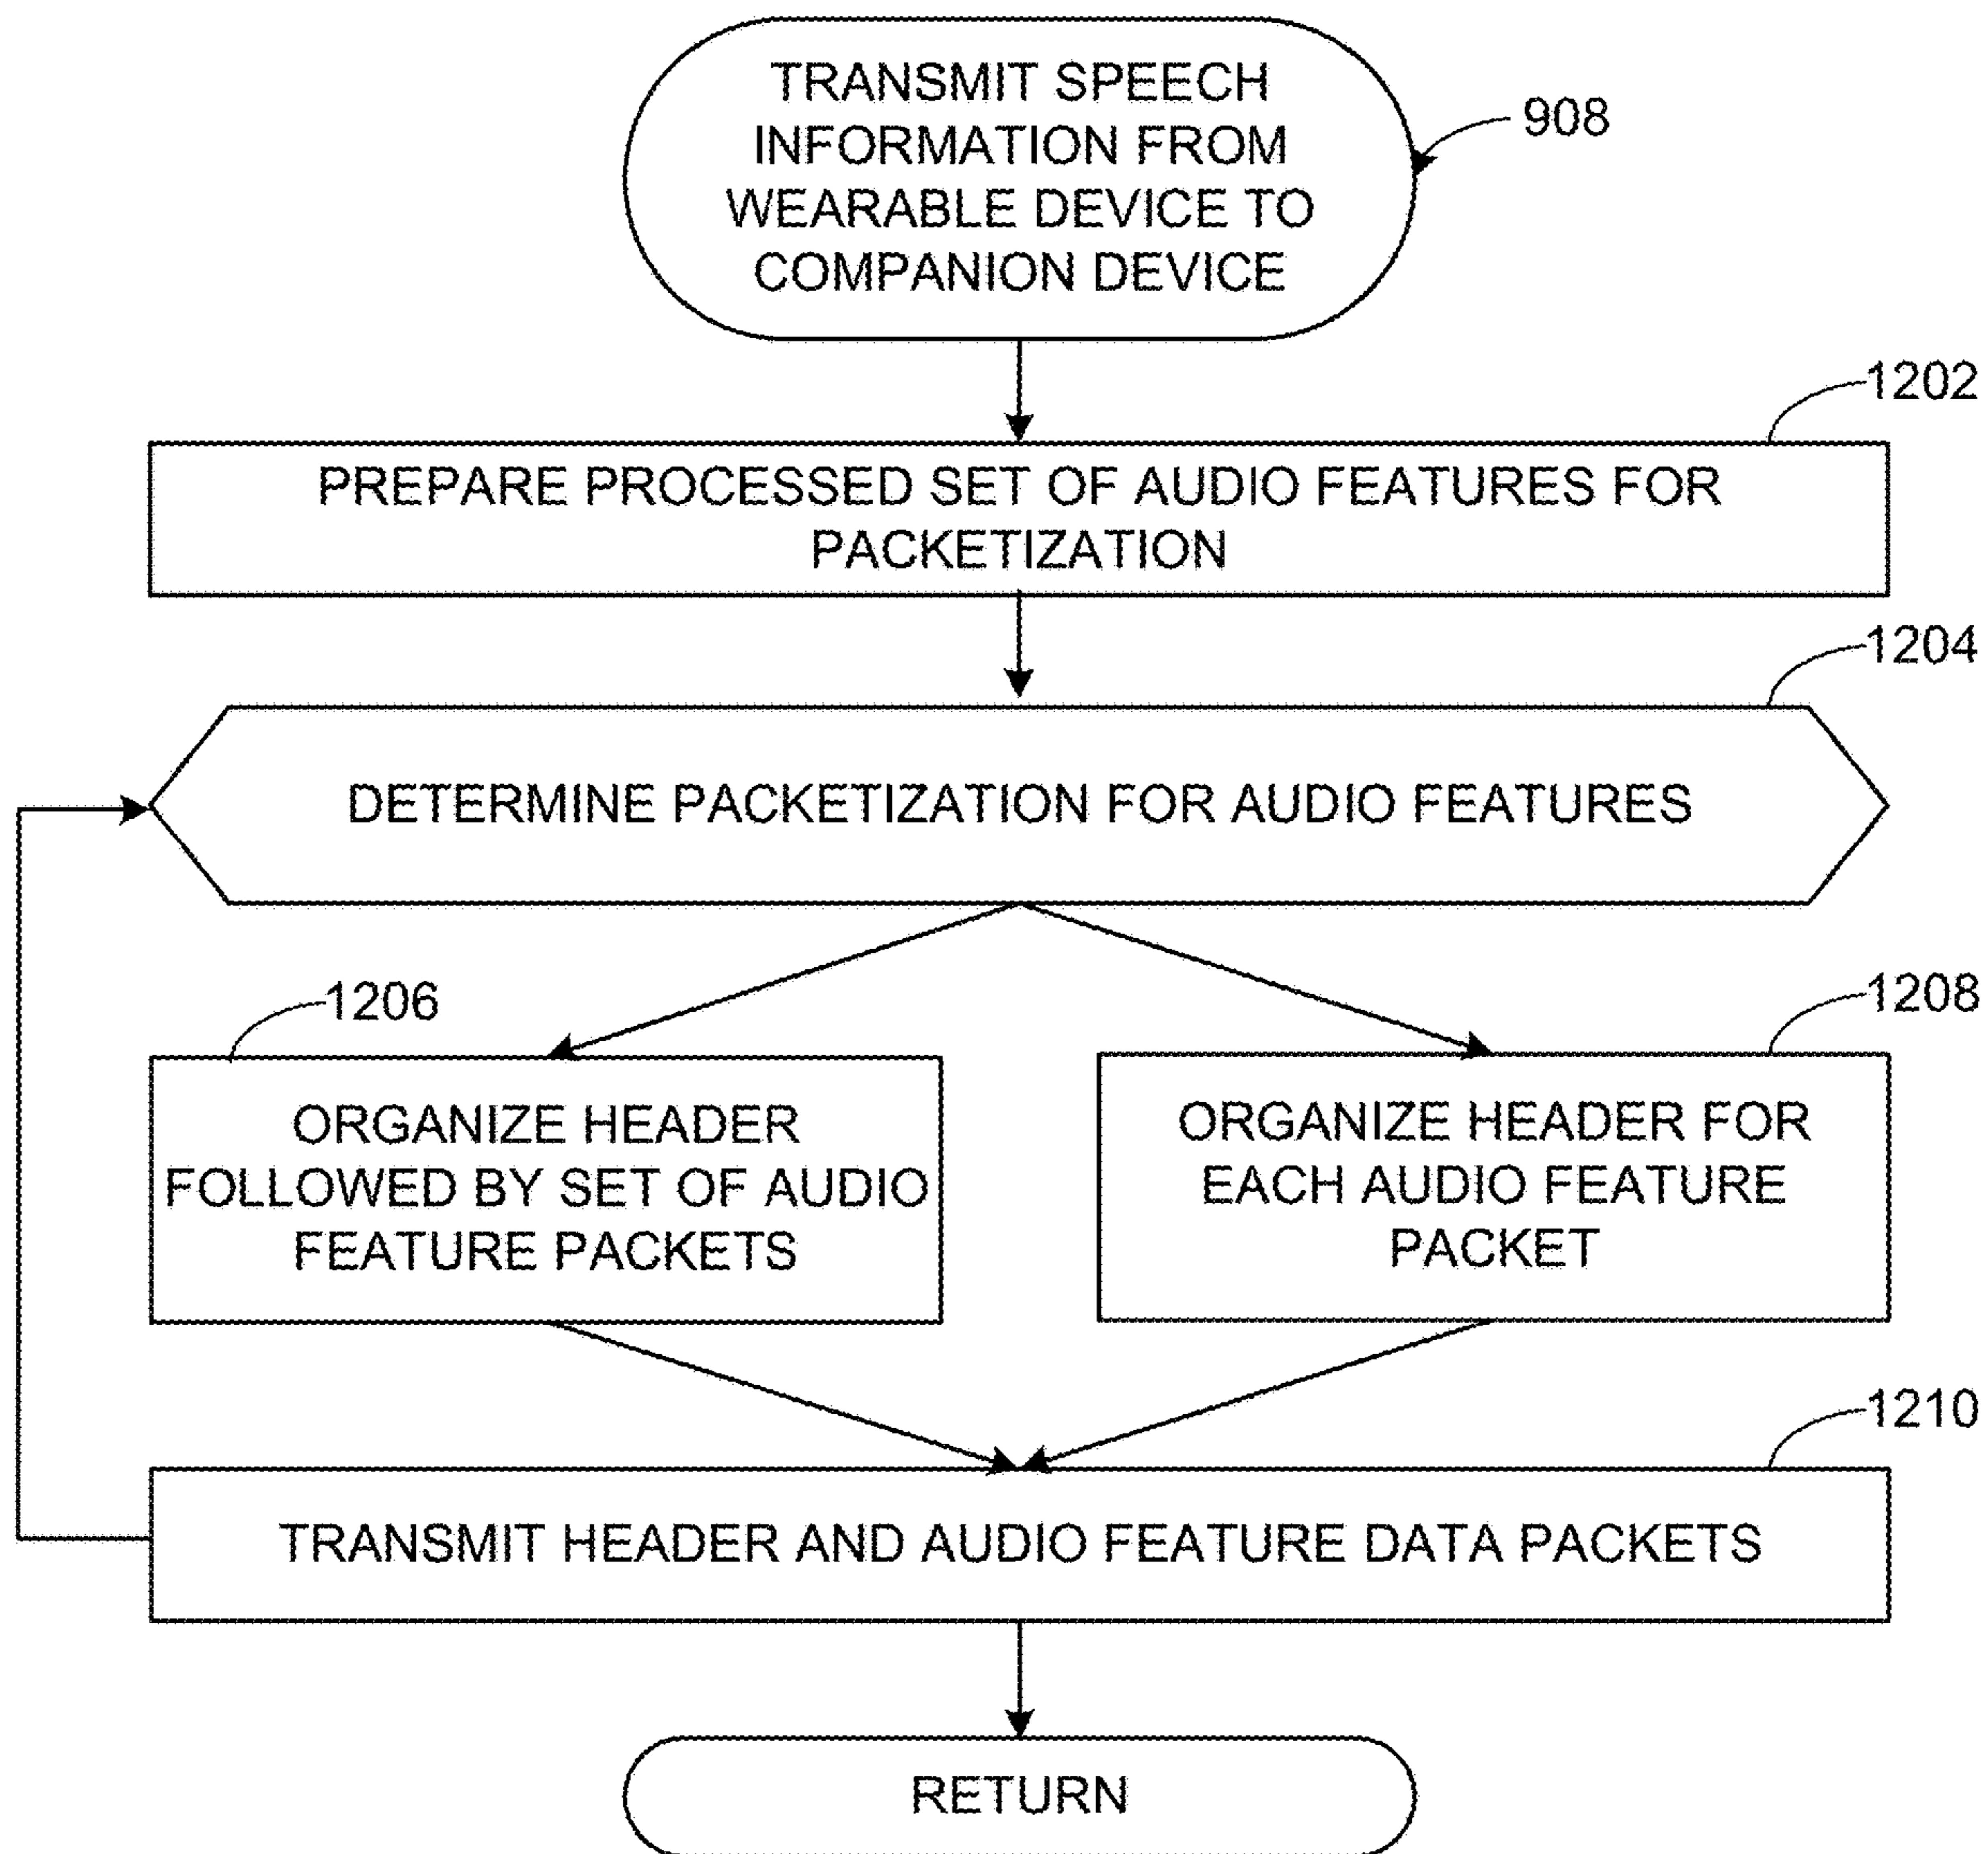 TRANSMIT SPEECH
INFORMATION FROM
WEARABLE DEVICE TO
COMPANION DEVICE
908
1202
PREPARE PROCESSED SET OF AUDIO FEATURES FOR
PACKETIZATION
1204
DETERMINE PACKETIZATION FOR AUDIO FEATURES
1206
ORGANIZE HEADER
FOLLOWED BY SET OF AUDIO
FEATURE PACKETS
1208
ORGANIZE HEADER FOR
EACH AUDIO FEATURE
PACKET
1210
TRANSMIT HEADER AND AUDIO FEATURE DATA PACKETS
RETURN